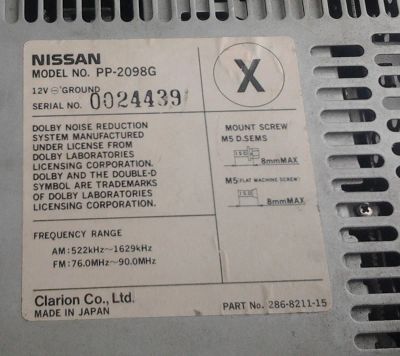 NISSAN
MODEL NO. PP-2098G
12V ⊖ GROUND
SERIAL NO. 0024439
X
DOLBY NOISE REDUCTION
SYSTEM MANUFACTURED
UNDER LICENSE FROM
DOLBY LABORATORIES
LICENSING CORPORATION.
DOLBY AND THE DOUBLE-D
SYMBOL ARE TRADEMARKS
OF DOLBY LABORATORIES
LICENSING CORPORATION.
MOUNT SCREW
M5 D.SEMS
ISO
8mmMAX
M5 (FLAT MACHINE SCREW)
ISO
8mmMAX
FREQUENCY RANGE
AM: 522kHz~1629kHz
FM: 76.0MHz~90.0MHz
Clarion Co., Ltd.
MADE IN JAPAN
PART No. 286-8211-15